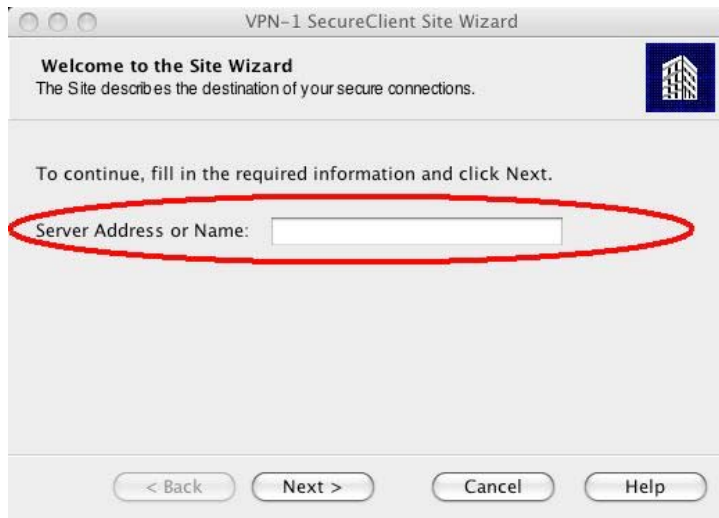 VPN-1 SecureClient Site Wizard
Welcome to the Site Wizard
The Site describes the destination of your secure connections.
To continue, fill in the required information and click Next.
Server Address or Name:
< Back Next > Cancel Help